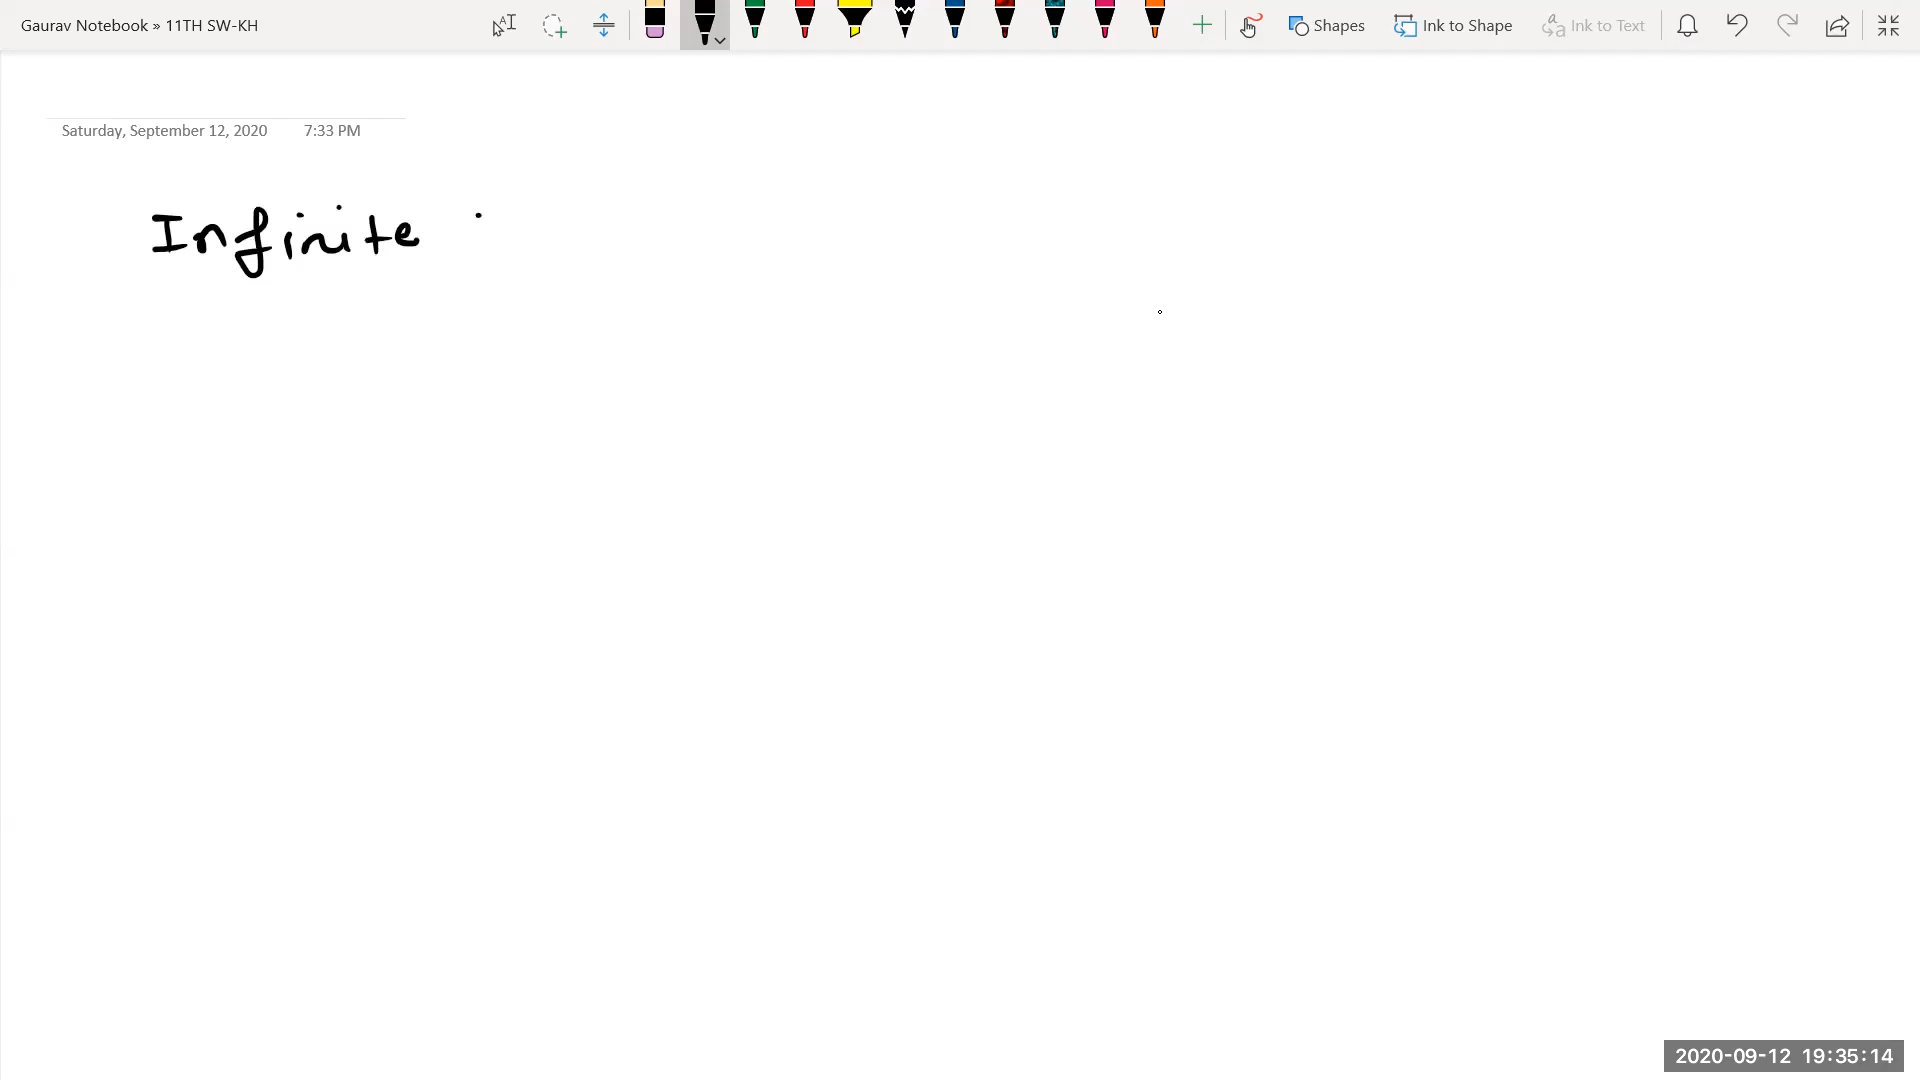 Gaurav Notebook » 11TH SW-KH
Shapes
Ink to Shape
Ink to Text
Saturday, September 12, 2020 7:33 PM
Infinite
2020-09-12 19:35:14